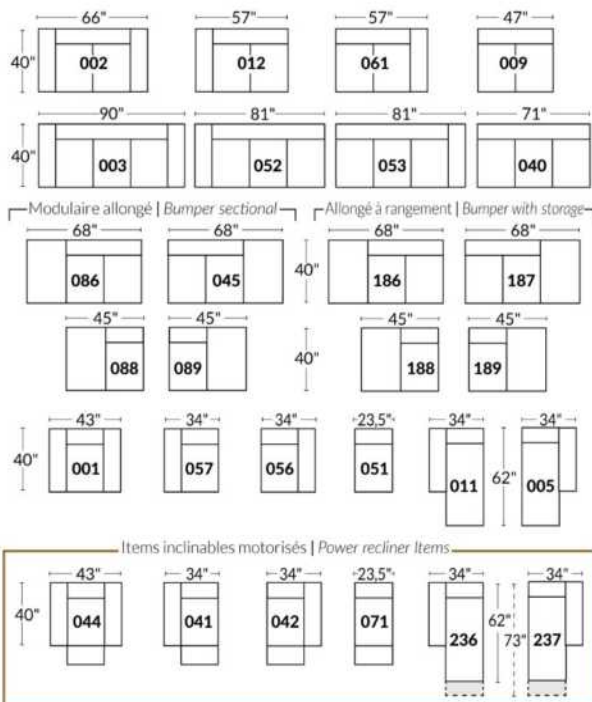 66" 57" 57" 47"
40" 002 012 061 009
90" 81" 81" 71"
40" 003 052 053 040
Modulaire allongé | Bumper sectional Allongé à rangement | Bumper with storage
68" 68" 68" 68"
086 045 40" 186 187
45" 45" 45" 45"
088 089 40" 188 189
43" 34" 34" 23,5" 34" 34"
40" 001 057 056 051 011 62" 005
Items inclinables motorisés | Power recliner Items
43" 34" 34" 23,5" 34" 34"
40" 044 041 042 071 236 62" 73" 237